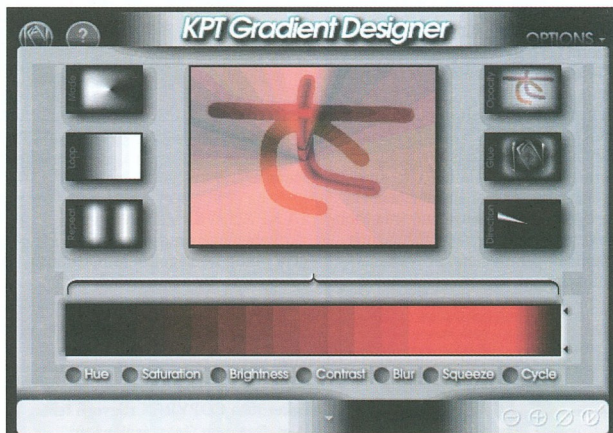 ?
KPT Gradient Designer
OPTIONS
Mode
Opacity
Loop
Glue
Repeat
Direction
Hue Saturation Brightness Contrast Blur Squeeze Cycle